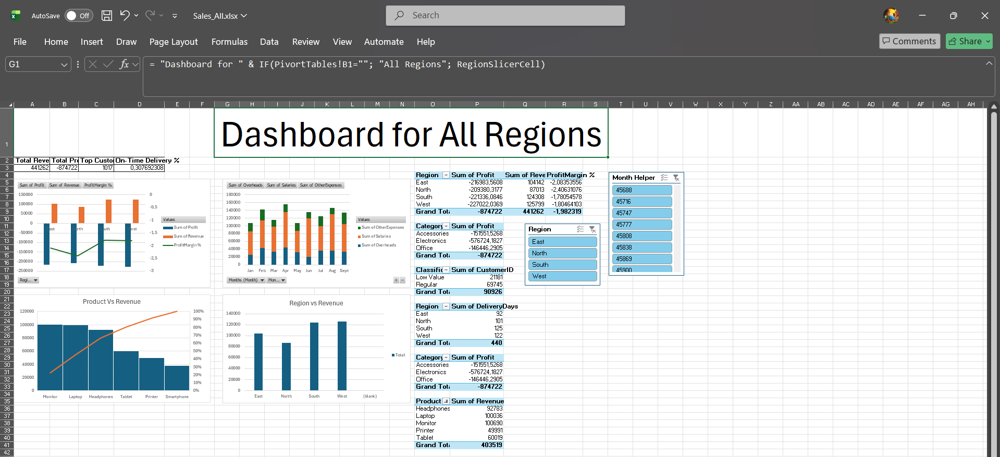 AutoSave Off Sales_All.xlsx Search
File Home Insert Draw Page Layout Formulas Data Review View Automate Help Comments Share
G1 fx = "Dashboard for " & IF(PivortTables!B1=""; "All Regions"; RegionSlicerCell)
A B C D E F G H I J K L M N O P Q R S T U V W X Y Z AA AB AC AD AE AF AG AH
1 Dashboard for All Regions
2 Total Reve Total Pr Top Custo On-Time Delivery %
3 441262 -874722 1017 0,307692308
4
5
6
7
8
9
10
11
12
13
14
15
16
17
18
19
20
21
22
23
24
25
26
27
28
29
30
31
32
33
34
35
36
37
38
39
40
41
42
Sum of Profit Sum of Revenue ProfitMargin %
150000
100000
50000
0
-50000
-100000
-150000
-200000
-250000
0
-0,5
-1
-1,5
-2
-2,5
-3
East North South West
Values
Sum of Profit
Sum of Revenue
ProfitMargin %
Regi...
Sum of Overheads Sum of Salaries Sum of OtherExpenses
180000
160000
140000
120000
100000
80000
60000
40000
20000
0
Jan Feb Mar Apr May Jun Jul Aug Sept
Values
Sum of OtherExpenses
Sum of Salaries
Sum of Overheads
Months (Month) Mon... + −
Product Vs Revenue
120000
100000
80000
60000
40000
20000
0
100%
90%
80%
70%
60%
50%
40%
30%
20%
10%
0%
Monitor Laptop Headphones Tablet Printer Smartphone
Region vs Revenue
140000
120000
100000
80000
60000
40000
20000
0
East North South West (blank)
Total
Region Sum of Profit Sum of Reve ProfitMargin %
East -216983,5608 104142 -2,08353556
North -209380,3177 87013 -2,40631076
South -221336,0846 124308 -1,78054578
West -227022,0369 125799 -1,80464103
Grand Tota -874722 441262 -1,982319
Category Sum of Profit
Accessories -151551,5268
Electronics -576724,1827
Office -146446,2905
Grand Tota -874722
Classific Sum of CustomerID
Low Value 21181
Regular 69745
Grand Tota 90926
Region Sum of DeliveryDays
East 92
North 101
South 125
West 122
Grand Tota 440
Category Sum of Profit
Accessories -151551,5268
Electronics -576724,1827
Office -146446,2905
Grand Tota -874722
Product Sum of Revenue
Headphones 92783
Laptop 100036
Monitor 100690
Printer 49991
Tablet 60019
Grand Tota 403519
Region
East
North
South
West
Month Helper
45688
45716
45747
45777
45808
45838
45869
45900